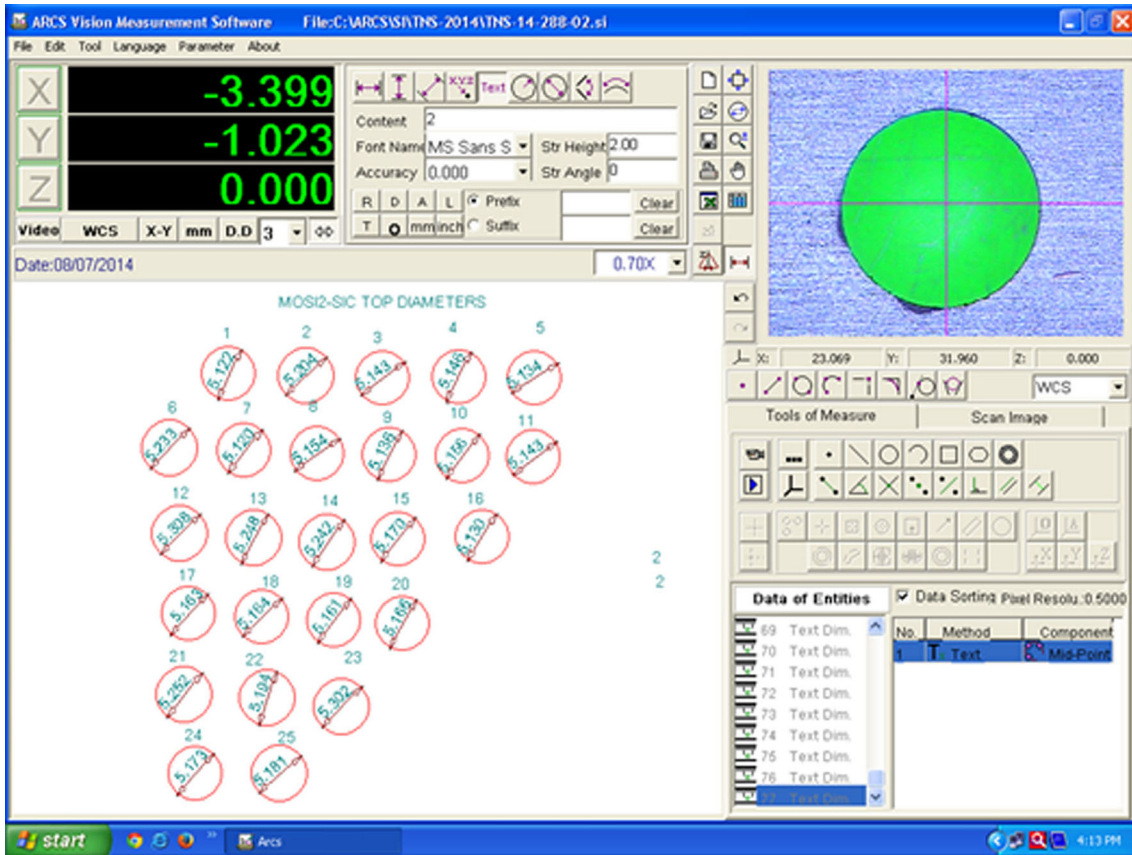 ARCS Vision Measurement Software File:C:\ARCS\SI\TNS-2014\TNS-14-288-02.si
File Edit Tool Language Parameter About
X -3.399
Y -1.023
Z 0.000
Text
Content 2
Font Name MS Sans S Str Height 2.00
Accuracy 0.000 Str Angle 0
R D A L Prefix Clear
T O mm inch Suffix Clear
Video WCS X-Y mm D.D 3
Date:08/07/2014 0.70X
MOSI2-SIC TOP DIAMETERS
1 2 3 4 5
5.122 5.204 5.143 5.146 5.134
6 7 8 9 10 11
5.233 5.120 5.154 5.136 5.166 5.143
12 13 14 15 16
5.308 5.248 5.242 5.170 5.130
2
2
17 18 19 20
5.163 5.164 5.161 5.166
21 22 23
5.252 5.194 5.302
24 25
5.173 5.181
X: 23.069 Y: 31.960 Z: 0.000
WCS
Tools of Measure Scan Image
Data of Entities Data Sorting Pixel Resolu.:0.5000
69 Text Dim.
70 Text Dim.
71 Text Dim.
72 Text Dim.
73 Text Dim.
74 Text Dim.
75 Text Dim.
76 Text Dim.
77 Text Dim.
No. Method Component
1 Text Mid-Point
start Arcs 4:13 PM